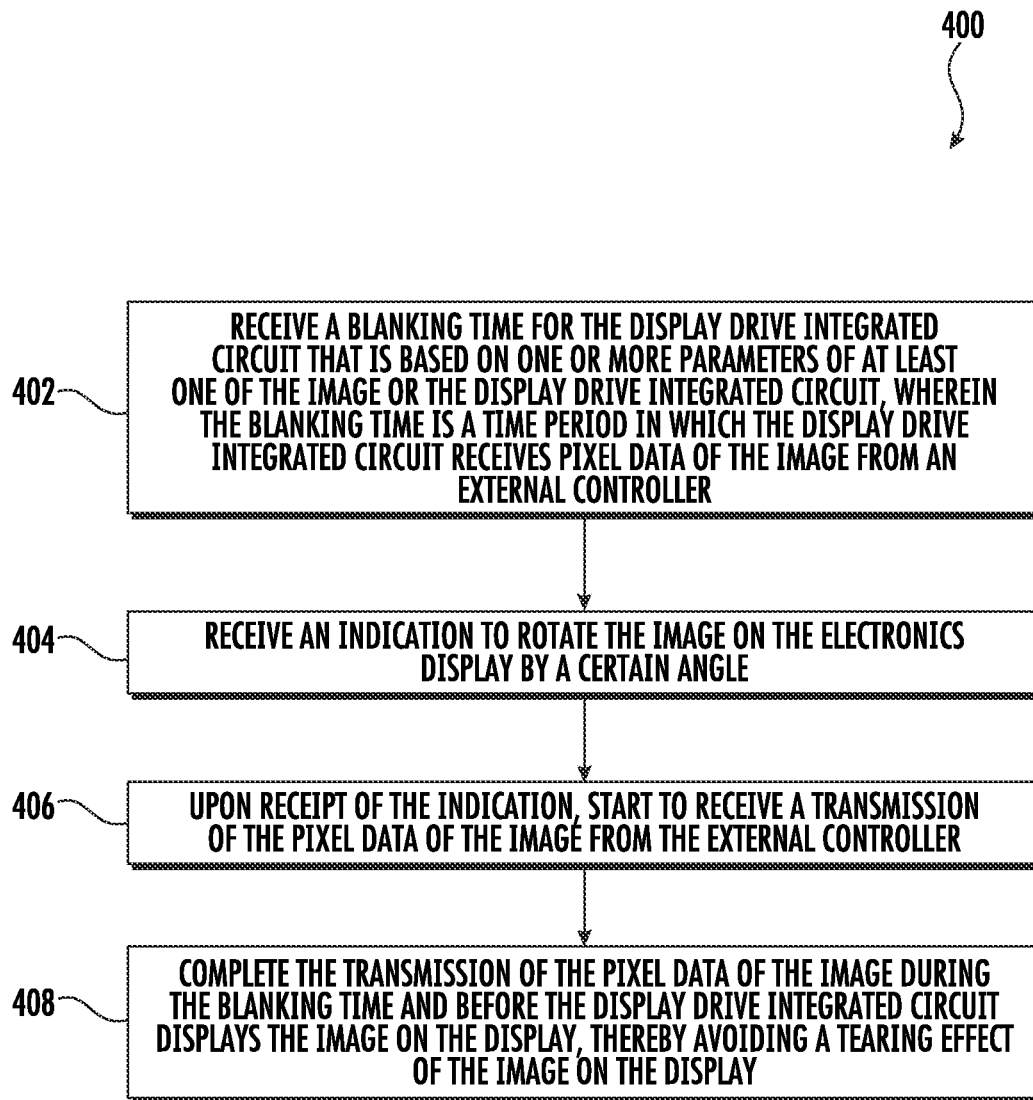 400
402
RECEIVE A BLANKING TIME FOR THE DISPLAY DRIVE INTEGRATED
CIRCUIT THAT IS BASED ON ONE OR MORE PARAMETERS OF AT LEAST
ONE OF THE IMAGE OR THE DISPLAY DRIVE INTEGRATED CIRCUIT, WHEREIN
THE BLANKING TIME IS A TIME PERIOD IN WHICH THE DISPLAY DRIVE
INTEGRATED CIRCUIT RECEIVES PIXEL DATA OF THE IMAGE FROM AN
EXTERNAL CONTROLLER
404
RECEIVE AN INDICATION TO ROTATE THE IMAGE ON THE ELECTRONICS
DISPLAY BY A CERTAIN ANGLE
406
UPON RECEIPT OF THE INDICATION, START TO RECEIVE A TRANSMISSION
OF THE PIXEL DATA OF THE IMAGE FROM THE EXTERNAL CONTROLLER
408
COMPLETE THE TRANSMISSION OF THE PIXEL DATA OF THE IMAGE DURING
THE BLANKING TIME AND BEFORE THE DISPLAY DRIVE INTEGRATED CIRCUIT
DISPLAYS THE IMAGE ON THE DISPLAY, THEREBY AVOIDING A TEARING EFFECT
OF THE IMAGE ON THE DISPLAY